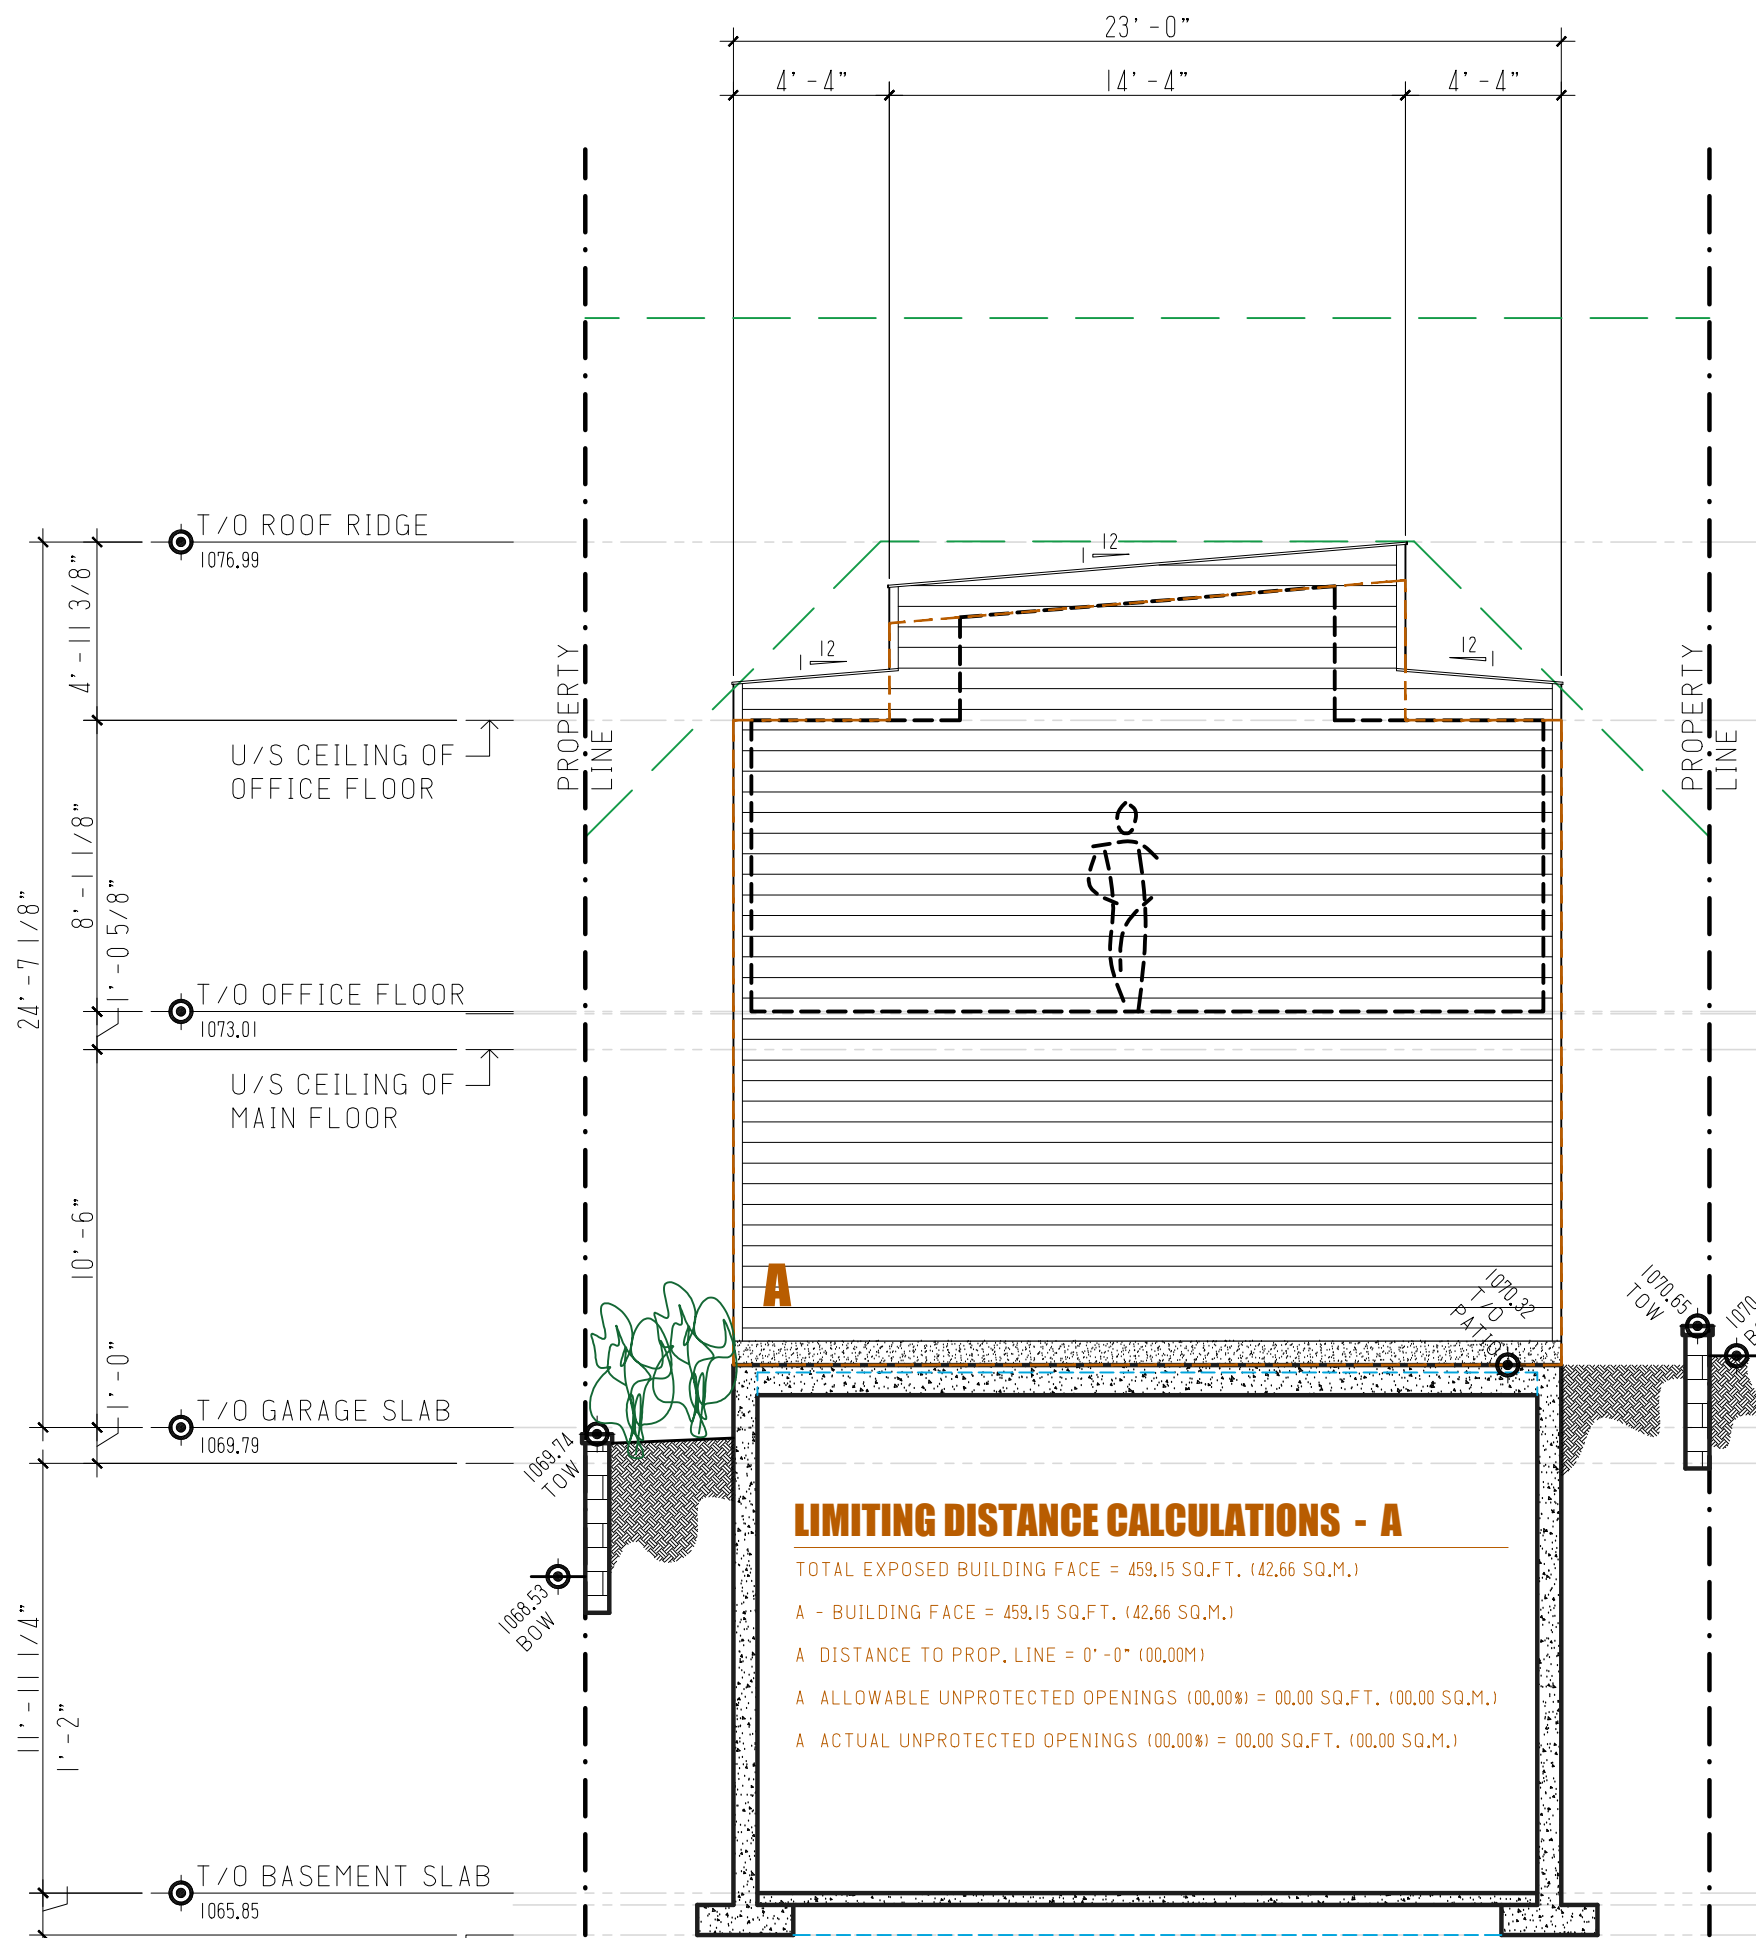 23'-0"
4'-4"
14'-4"
4'-4"
T/O ROOF RIDGE
1076.99
4'-11 3/8"
1
12
1
12
12
1
PROPERTY
LINE
PROPERTY
LINE
U/S CEILING OF
OFFICE FLOOR
8'-1 1/8"
1'-0 5/8"
24'-7 1/8"
T/O OFFICE FLOOR
1073.01
U/S CEILING OF
MAIN FLOOR
10'-6"
A
1070.32
T/O
PATIO
1070.65
TOW
1070.
1'-0"
T/O GARAGE SLAB
1069.79
1069.74
TOW
1068.53
BOW
LIMITING DISTANCE CALCULATIONS - A
TOTAL EXPOSED BUILDING FACE = 459.15 SQ.FT. (42.66 SQ.M.)
A - BUILDING FACE = 459.15 SQ.FT. (42.66 SQ.M.)
A DISTANCE TO PROP. LINE = 0'-0" (00.00M)
A ALLOWABLE UNPROTECTED OPENINGS (00.00%) = 00.00 SQ.FT. (00.00 SQ.M.)
A ACTUAL UNPROTECTED OPENINGS (00.00%) = 00.00 SQ.FT. (00.00 SQ.M.)
11'-11 1/4"
1'-2"
T/O BASEMENT SLAB
1065.85